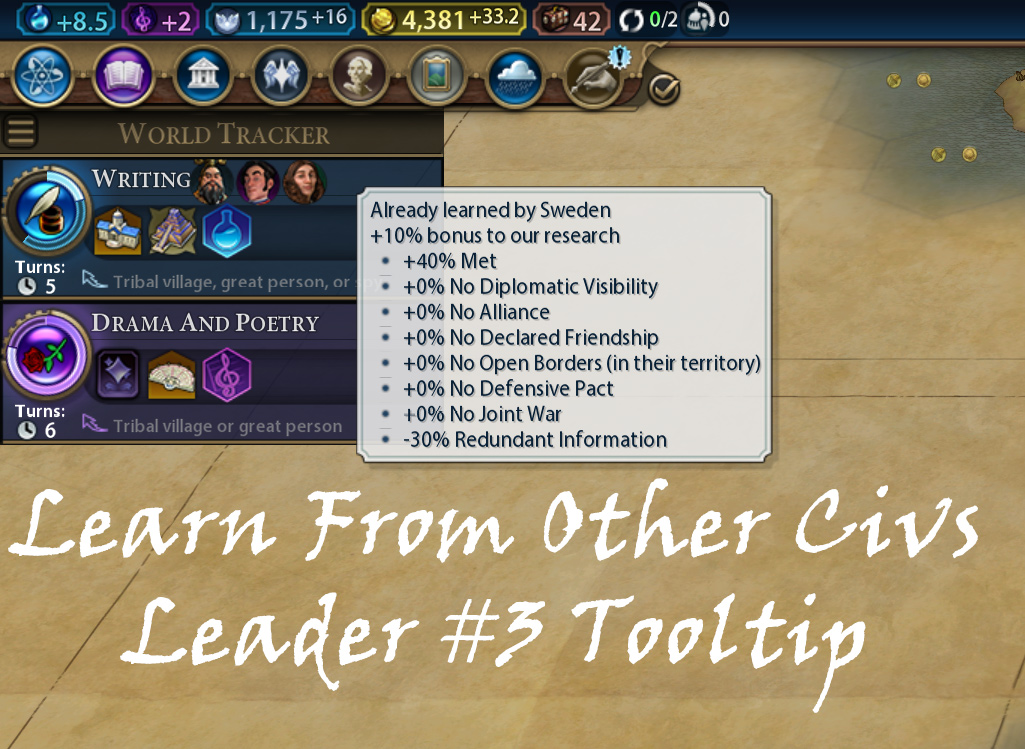 +8.5 +2 1,175 +16 4,381 +33.2 42 0/2 0
WORLD TRACKER
WRITING
Turns:
5
Tribal village, great person, or spy
DRAMA AND POETRY
Turns:
6
Tribal village or great person
Already learned by Sweden
+10% bonus to our research
+40% Met
+0% No Diplomatic Visibility
+0% No Alliance
+0% No Declared Friendship
+0% No Open Borders (in their territory)
+0% No Defensive Pact
+0% No Joint War
-30% Redundant Information
Learn From Other Civs
Leader #3 Tooltip